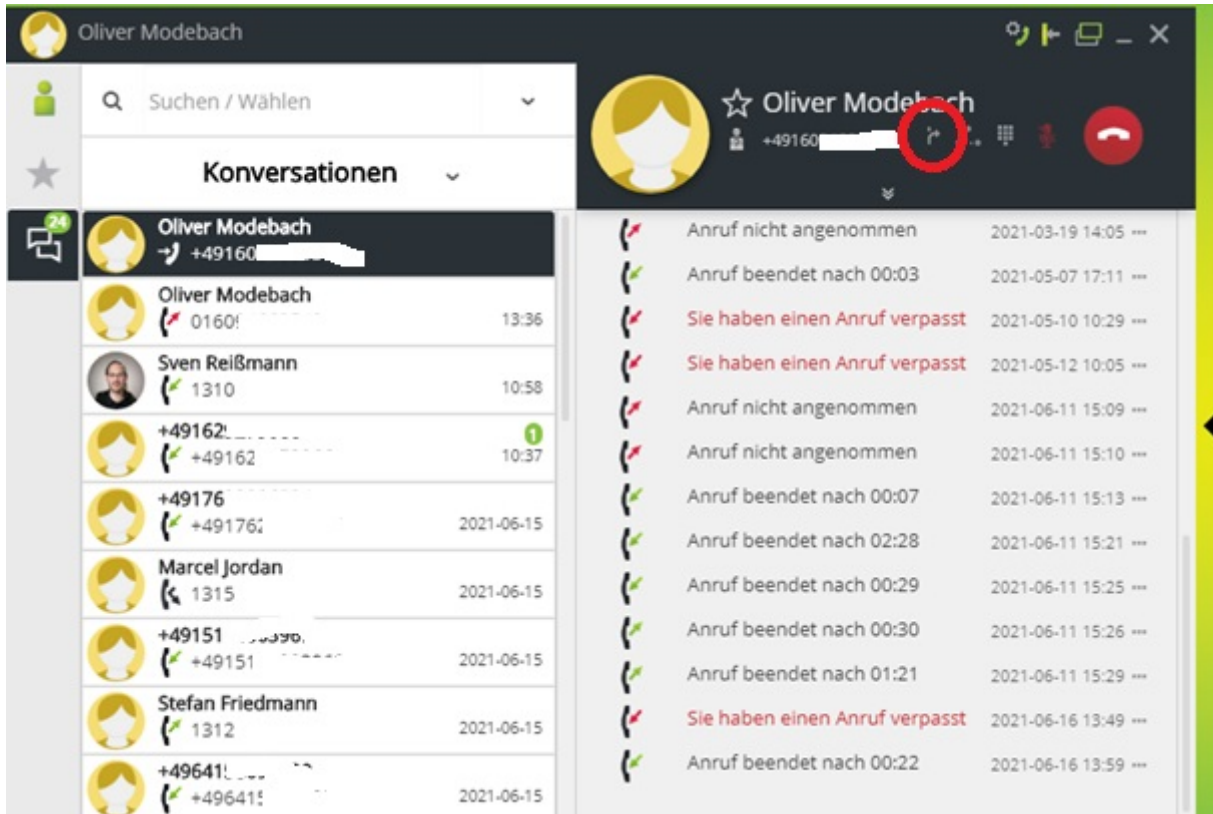 Oliver Modebach
Suchen / Wählen
Konversationen
24
Oliver Modebach
+49160
Oliver Modebach
0160
13:36
Sven Reißmann
1310
10:58
+49162
1
+49162
10:37
+49176
+49176
2021-06-15
Marcel Jordan
1315
2021-06-15
+49151
+49151
2021-06-15
Stefan Friedmann
1312
2021-06-15
+49641
+49641
2021-06-15
Oliver Modebach
+49160
Anruf nicht angenommen 2021-03-19 14:05
Anruf beendet nach 00:03 2021-05-07 17:11
Sie haben einen Anruf verpasst 2021-05-10 10:29
Sie haben einen Anruf verpasst 2021-05-12 10:05
Anruf nicht angenommen 2021-06-11 15:09
Anruf nicht angenommen 2021-06-11 15:10
Anruf beendet nach 00:07 2021-06-11 15:13
Anruf beendet nach 02:28 2021-06-11 15:21
Anruf beendet nach 00:29 2021-06-11 15:25
Anruf beendet nach 00:30 2021-06-11 15:26
Anruf beendet nach 01:21 2021-06-11 15:29
Sie haben einen Anruf verpasst 2021-06-16 13:49
Anruf beendet nach 00:22 2021-06-16 13:59